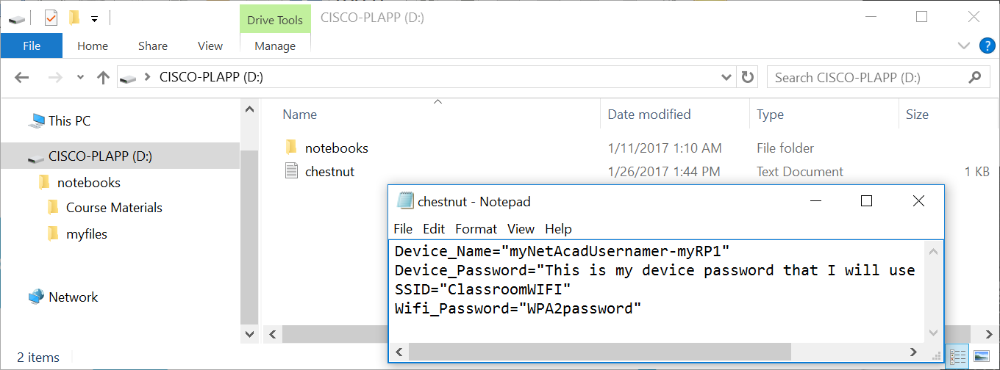 Drive Tools
CISCO-PLAPP (D:)
File
Home
Share
View
Manage
?
CISCO-PLAPP (D:)
Search CISCO-PLAPP (D:)
Name
Date modified
Type
Size
This PC
CISCO-PLAPP (D:)
notebooks
Course Materials
myfiles
Network
notebooks
1/11/2017 1:10 AM
File folder
chestnut
1/26/2017 1:44 PM
Text Document
1 KB
chestnut - Notepad
File
Edit
Format
View
Help
Device_Name="myNetAcadUsernamer-myRP1"
Device_Password="This is my device password that I will use
SSID="ClassroomWIFI"
Wifi_Password="WPA2password"
2 items